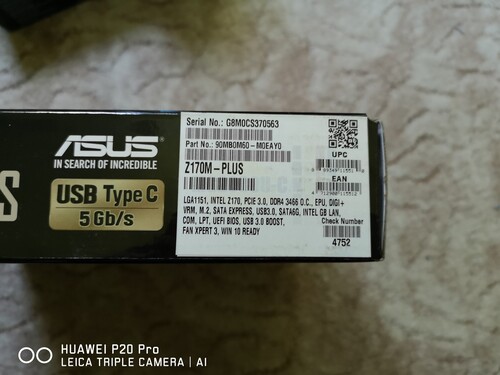 Serial No.: G8M0CS370563
Part No.: 90MB0M60-M0EAY0
UPC
Z170M-PLUS
EAN
LGA1151, INTEL Z170, PCIE 3.0, DDR4 3466 O.C., EPU, DIGI+
VRM, M.2, SATA EXPRESS, USB3.0, SATA6G, INTEL GB LAN,
COM, LPT, UEFI BIOS, USB 3.0 BOOST,
FAN XPERT 3, WIN 10 READY
Check Number
4752
ASUS
IN SEARCH OF INCREDIBLE
USB Type C
5 Gb/s
S
HUAWEI P20 Pro
LEICA TRIPLE CAMERA | AI